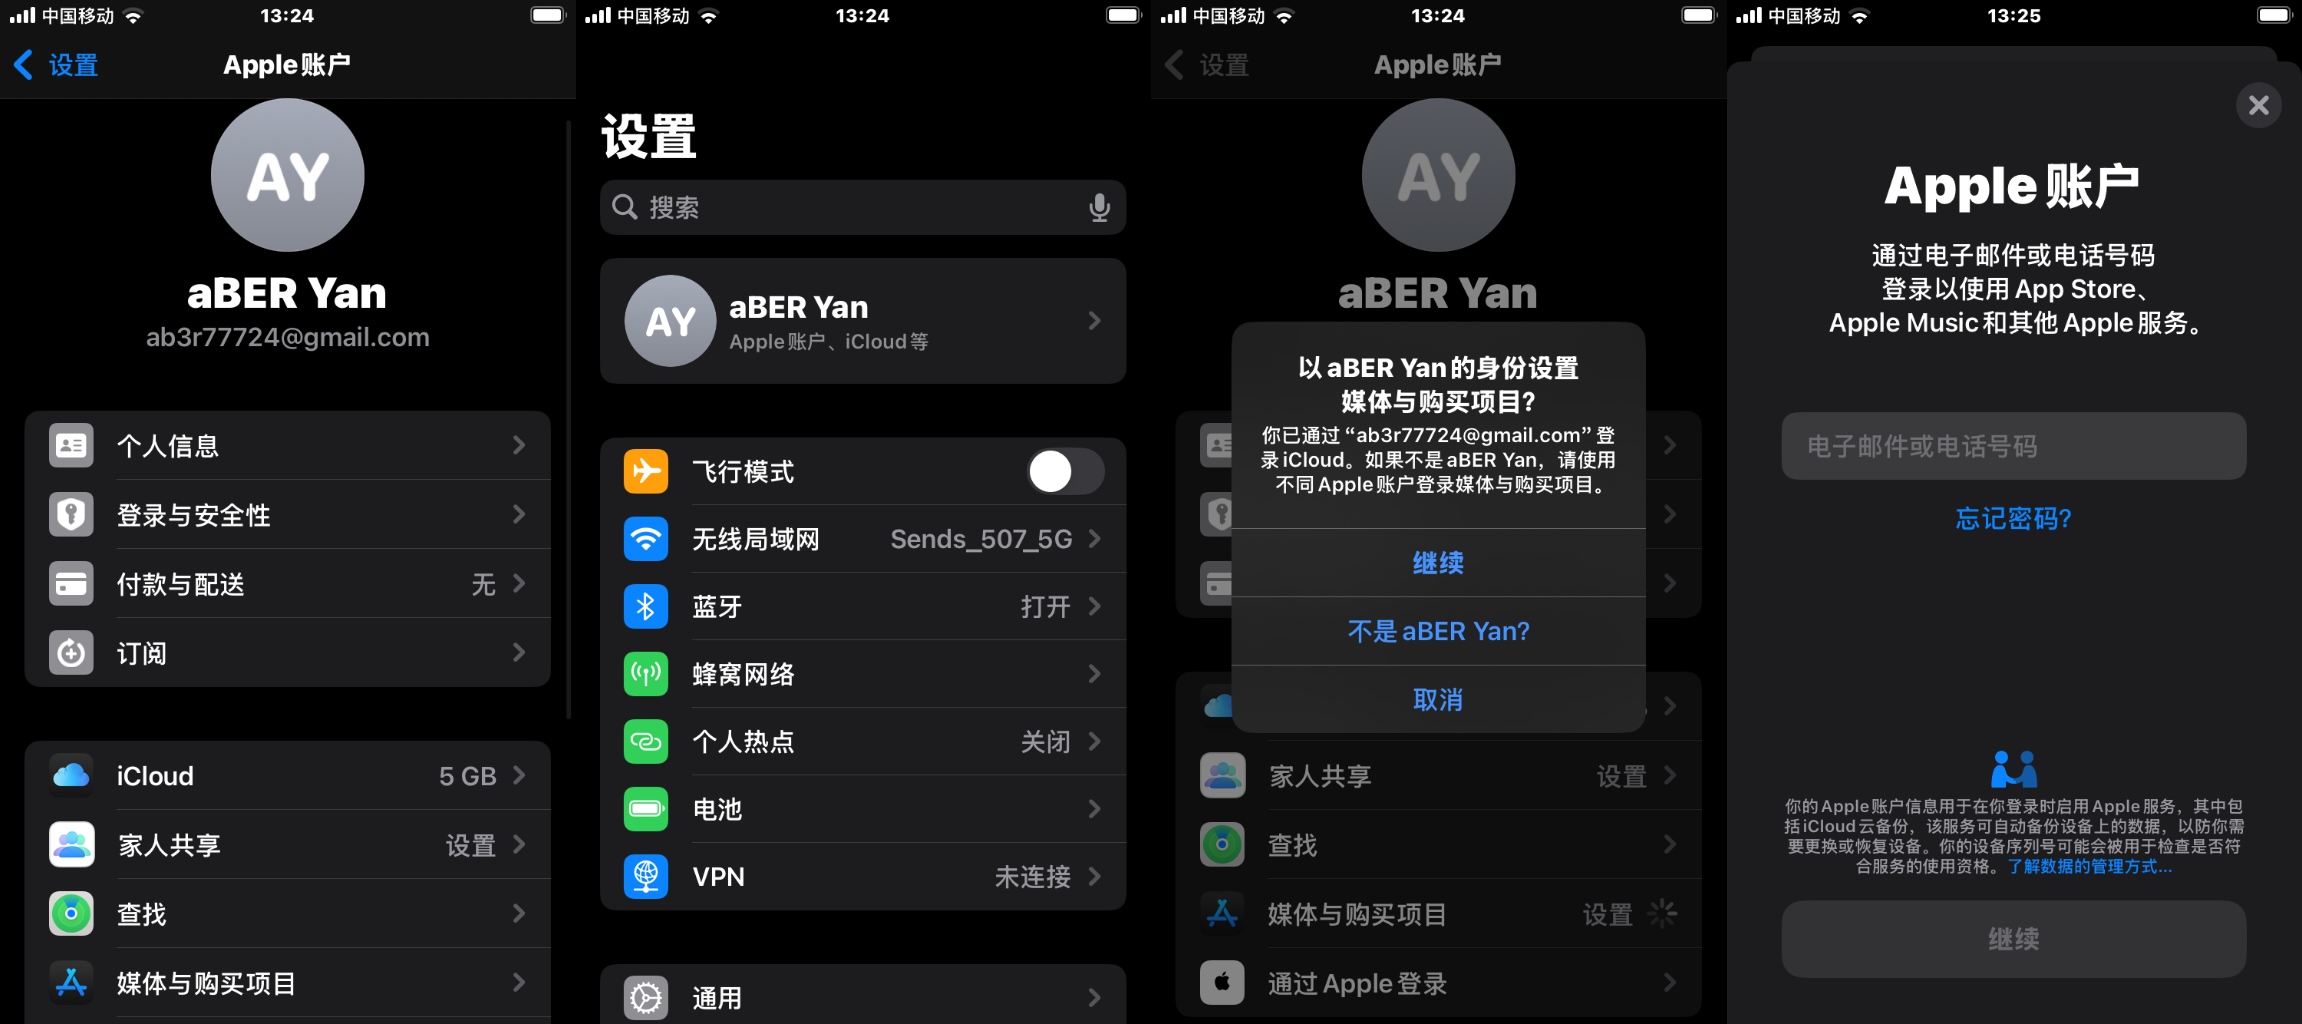 中国移动
13:24
设置
Apple账户
AY
aBER Yan
ab3r77724@gmail.com
个人信息
登录与安全性
付款与配送 无
订阅
iCloud 5 GB
家人共享 设置
查找
媒体与购买项目
中国移动
13:24
设置
搜索
AY
aBER Yan
Apple账户、iCloud等
飞行模式
无线局域网 Sends_507_5G
蓝牙 打开
蜂窝网络
个人热点 关闭
电池
VPN 未连接
通用
中国移动
13:24
设置
Apple账户
AY
aBER Yan
以aBER Yan的身份设置
媒体与购买项目?
你已通过“ab3r77724@gmail.com”登
录iCloud。如果不是aBER Yan，请使用
不同Apple账户登录媒体与购买项目。
继续
不是aBER Yan?
取消
家人共享 设置
查找
媒体与购买项目 设置
通过Apple登录
中国移动
13:25
Apple账户
通过电子邮件或电话号码
登录以使用App Store、
Apple Music和其他Apple服务。
电子邮件或电话号码
忘记密码?
你的Apple账户信息用于在你登录时启用Apple服务，其中包
括iCloud云备份，该服务可自动备份设备上的数据，以防你需
要更换或恢复设备。你的设备序列号可能会被用于检查是否符
合服务的使用资格。了解数据的管理方式...
继续